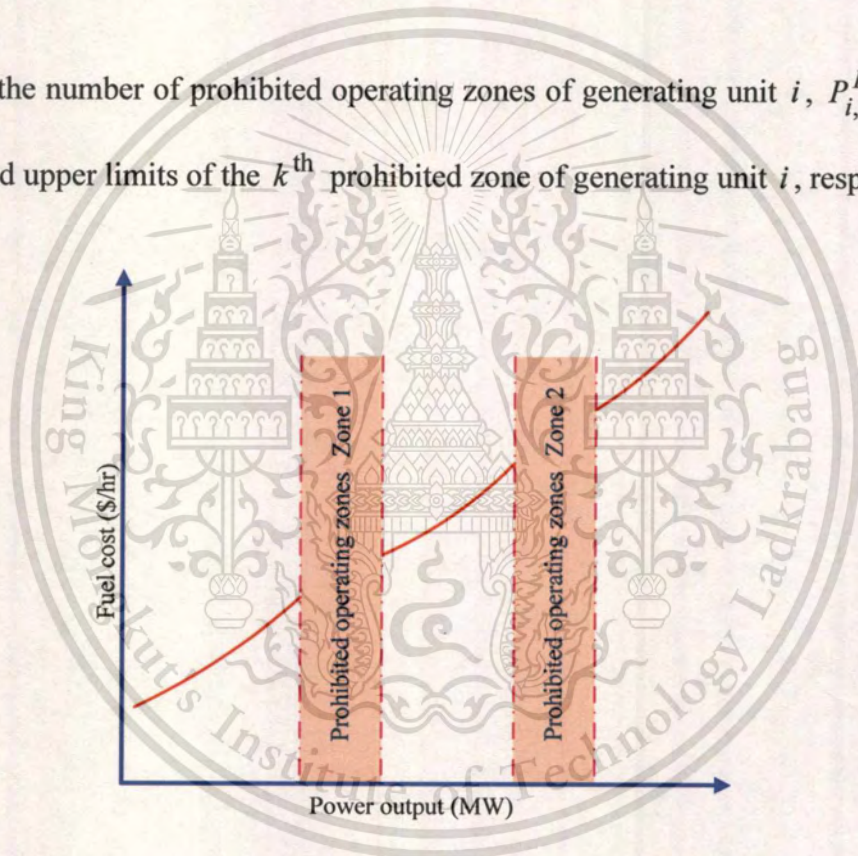 the number of prohibited operating zones of generating unit i, P_i,
d upper limits of the k^th prohibited zone of generating unit i, resp
Fuel cost ($/hr)
Prohibited operating zones Zone 1
Prohibited operating zones Zone 2
Power output (MW)
King Mongkut's Institute of Technology Ladkrabang